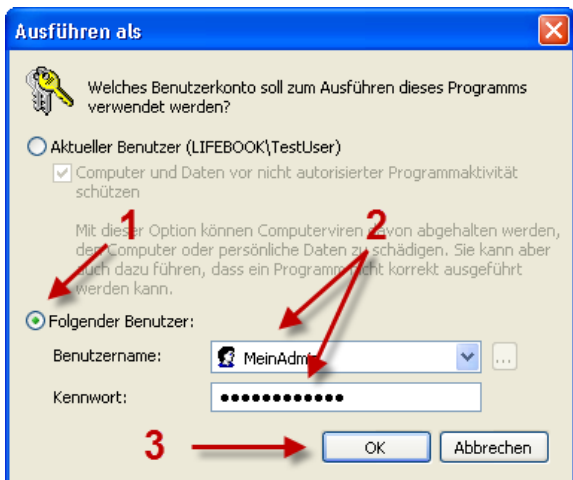 Ausführen als
Welches Benutzerkonto soll zum Ausführen dieses Programms
verwendet werden?
Aktueller Benutzer (LIFEBOOK\TestUser)
Computer und Daten vor nicht autorisierter Programmaktivität
schützen
1
2
Mit dieser Option können Computerviren davon abgehalten werden,
den Computer oder persönliche Daten zu schädigen. Sie kann aber
auch dazu führen, dass ein Programm nicht korrekt ausgeführt
werden kann.
Folgender Benutzer:
Benutzername: MeinAdmin ...
Kennwort: ●●●●●●●●●●●●
3 OK Abbrechen